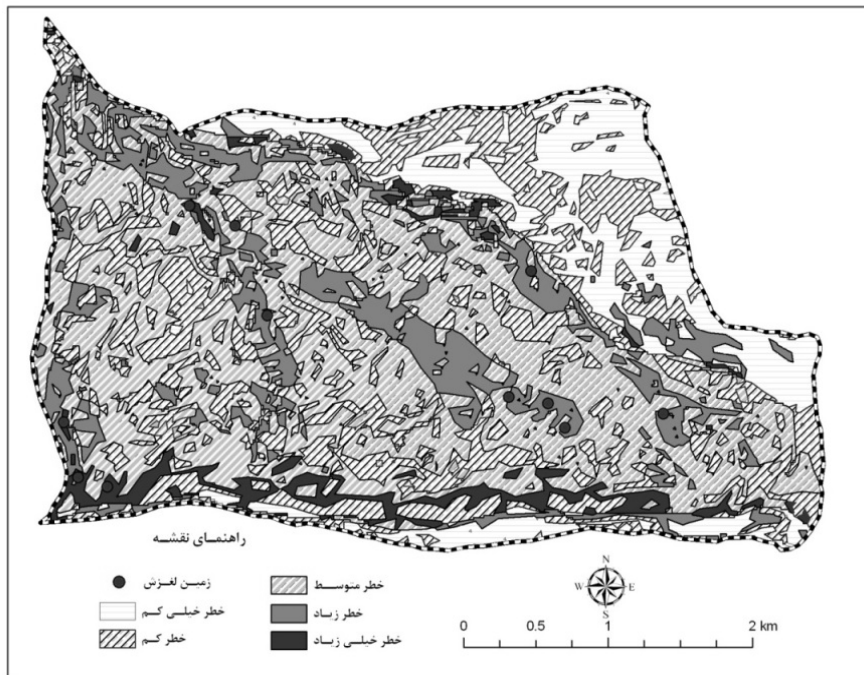 راهنمای نقشه
زمین لغزش
خطر خیلی کم
خطر کم
خطر متوسط
خطر زیاد
خطر خیلی زیاد
N
W E
S
0 0.5 1 2 km